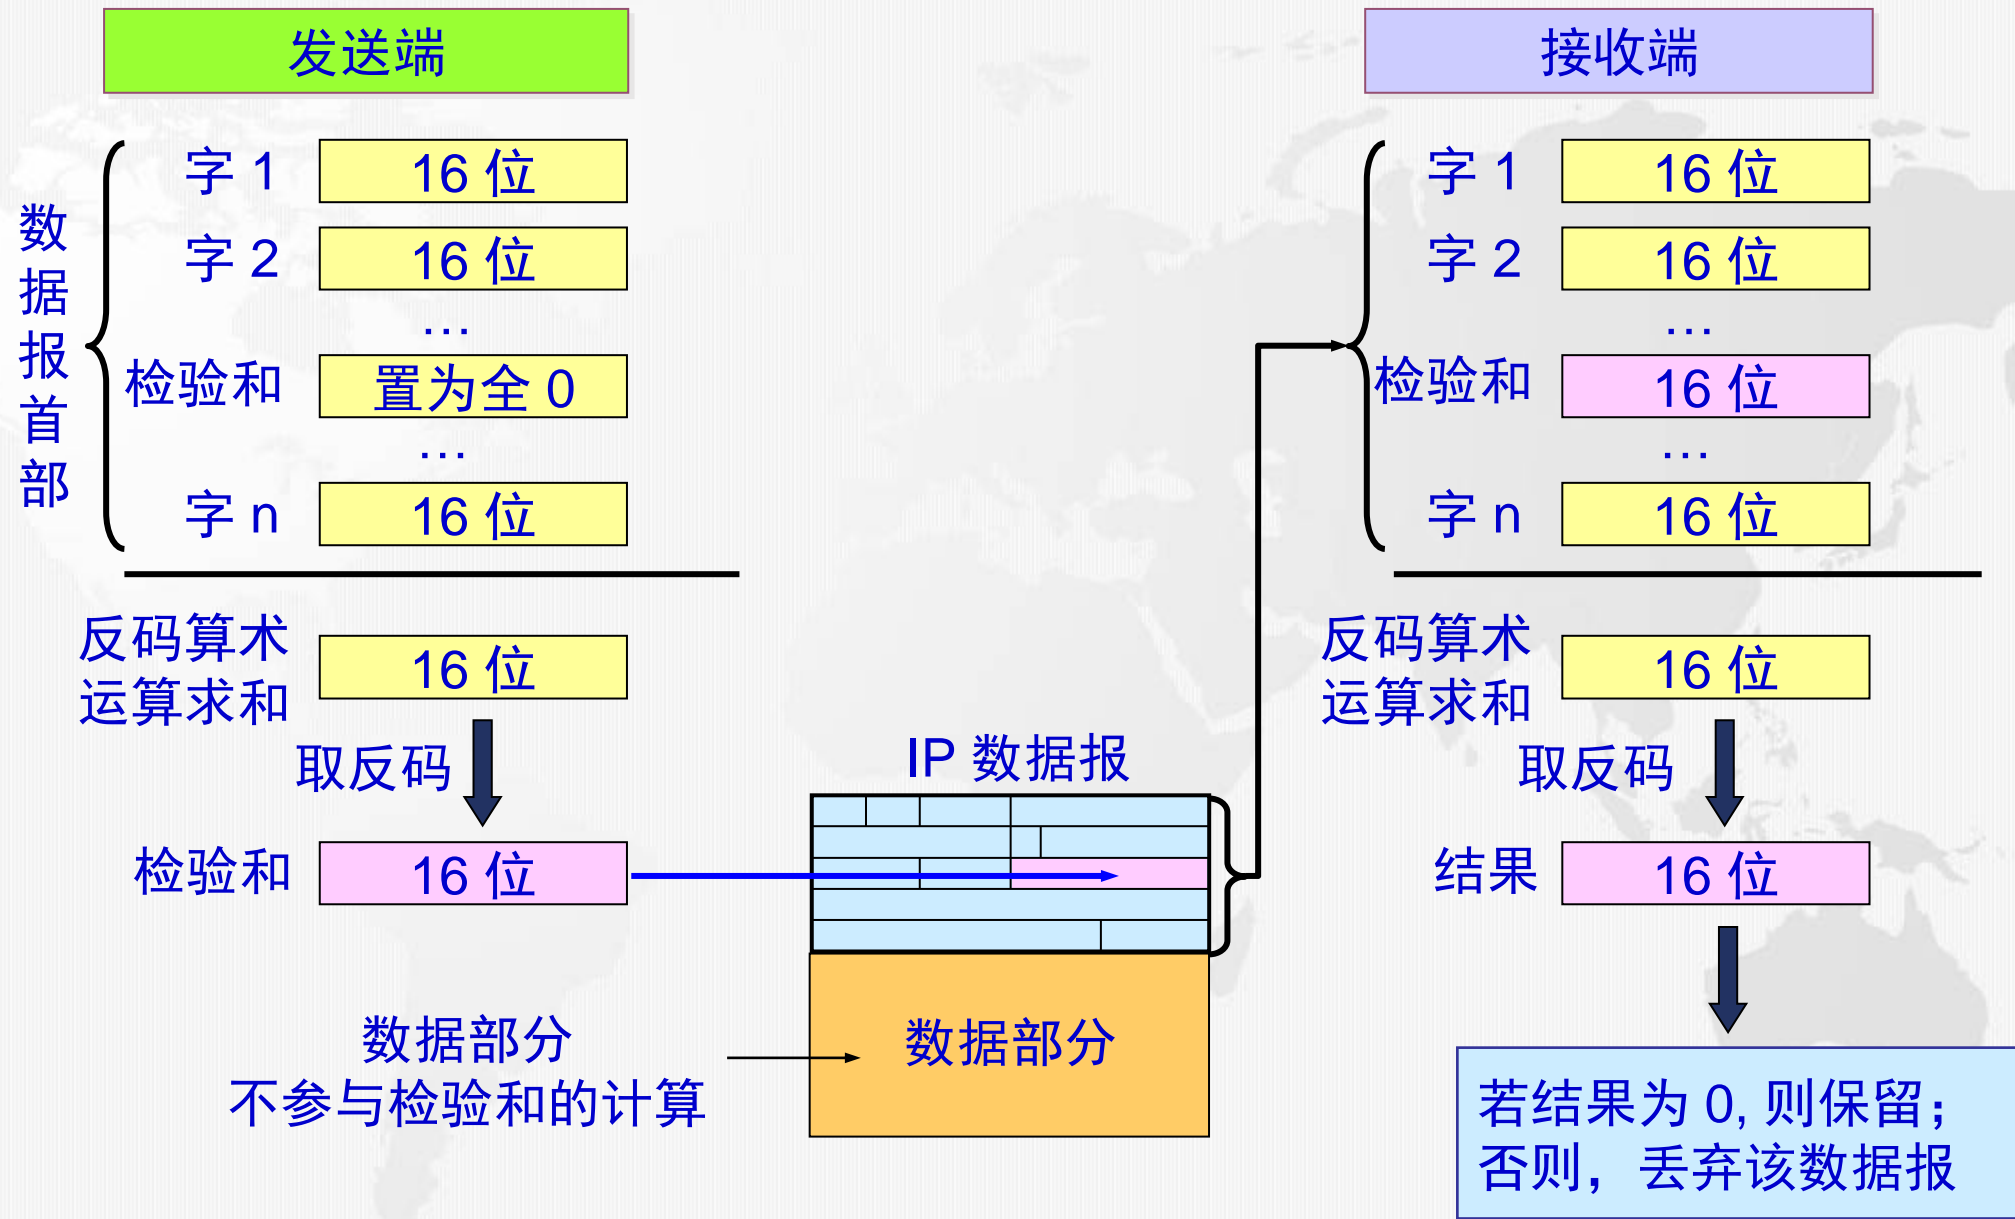 发送端
接收端
数据报首部
字 1
16 位
字 2
16 位
…
检验和
置为全 0
…
字 n
16 位
反码算术
运算求和
16 位
取反码
检验和
16 位
数据部分
不参与检验和的计算
IP 数据报
数据部分
字 1
16 位
字 2
16 位
…
检验和
16 位
…
字 n
16 位
反码算术
运算求和
16 位
取反码
结果
16 位
若结果为 0, 则保留；
否则，丢弃该数据报